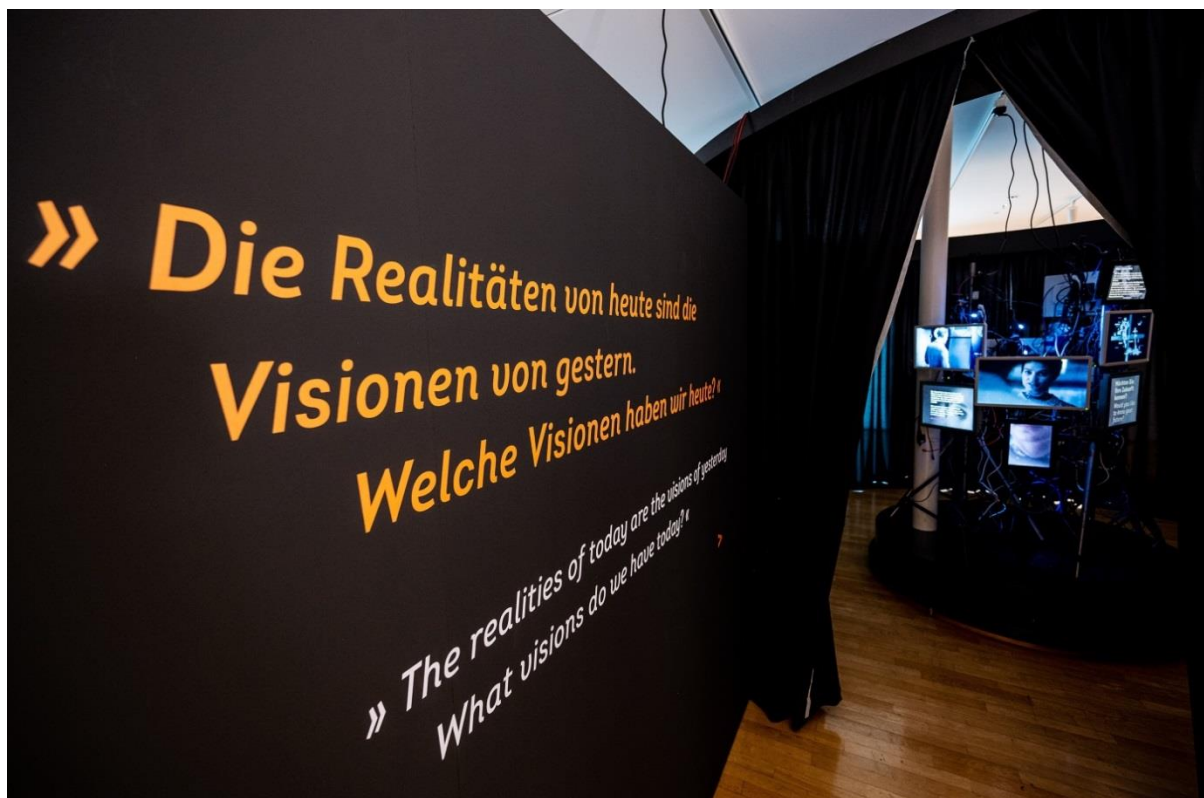 » Die Realitäten von heute sind die
Visionen von gestern.
Welche Visionen haben wir heute? «
» The realities of today are the visions of yesterday
What visions do we have today? «
›